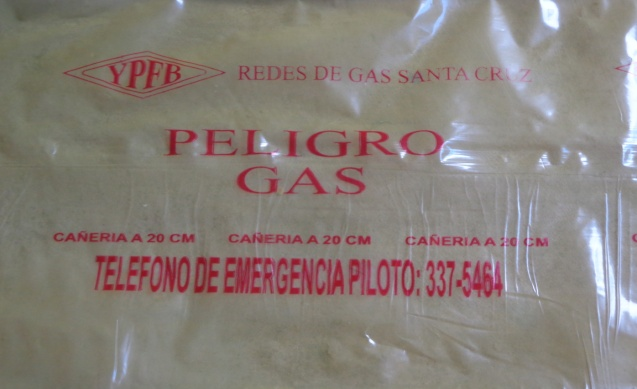 YPFB REDES DE GAS SANTA CRUZ
PELIGRO
GAS
CAÑERIA A 20 CM CAÑERIA A 20 CM CAÑERIA A 20 CM
TELEFONO DE EMERGENCIA PILOTO: 337-5464